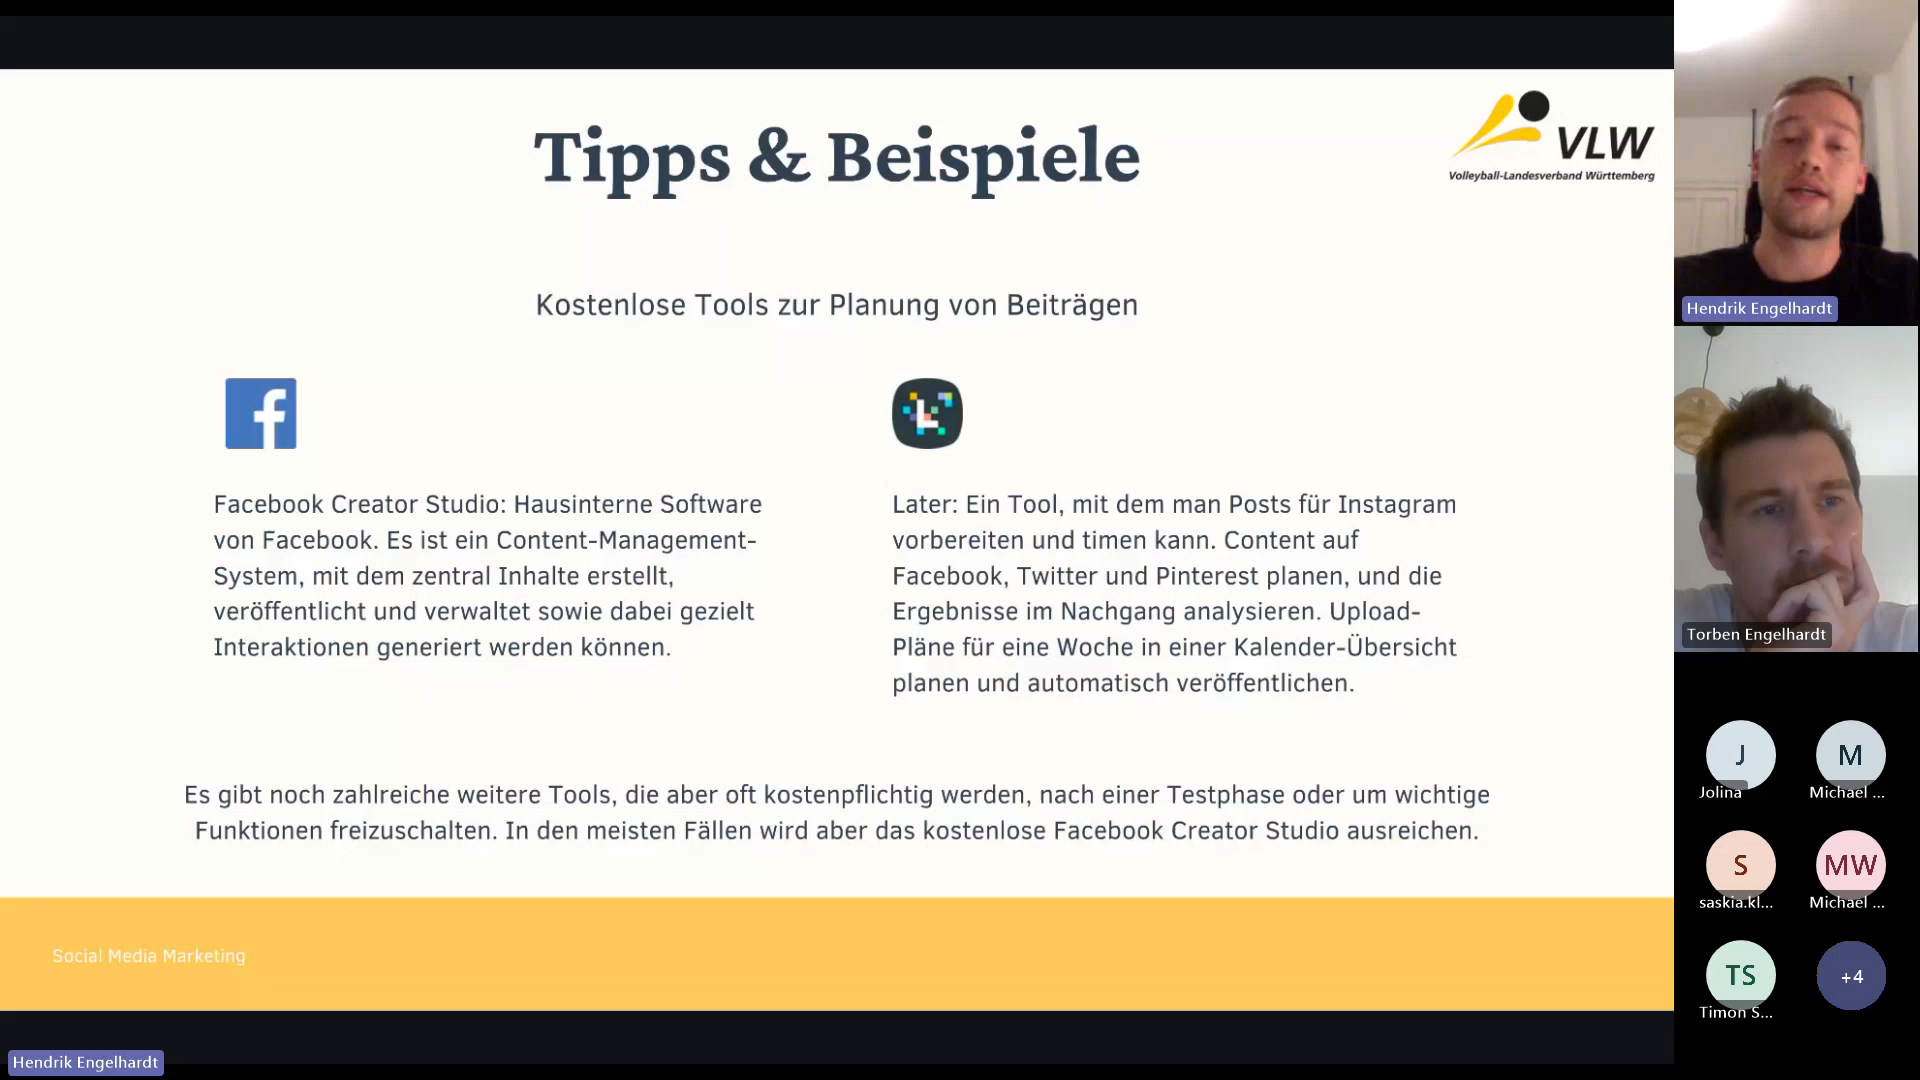 Tipps & Beispiele
VLW
Volleyball-Landesverband Württemberg
Kostenlose Tools zur Planung von Beiträgen
Facebook Creator Studio: Hausinterne Software
von Facebook. Es ist ein Content-Management-
System, mit dem zentral Inhalte erstellt,
veröffentlicht und verwaltet sowie dabei gezielt
Interaktionen generiert werden können.
Later: Ein Tool, mit dem man Posts für Instagram
vorbereiten und timen kann. Content auf
Facebook, Twitter und Pinterest planen, und die
Ergebnisse im Nachgang analysieren. Upload-
Pläne für eine Woche in einer Kalender-Übersicht
planen und automatisch veröffentlichen.
Es gibt noch zahlreiche weitere Tools, die aber oft kostenpflichtig werden, nach einer Testphase oder um wichtige
Funktionen freizuschalten. In den meisten Fällen wird aber das kostenlose Facebook Creator Studio ausreichen.
Social Media Marketing
Hendrik Engelhardt
Hendrik Engelhardt
Torben Engelhardt
J
Jolina
M
Michael ...
S
saskia.kl...
MW
Michael ...
TS
Timon S...
+4